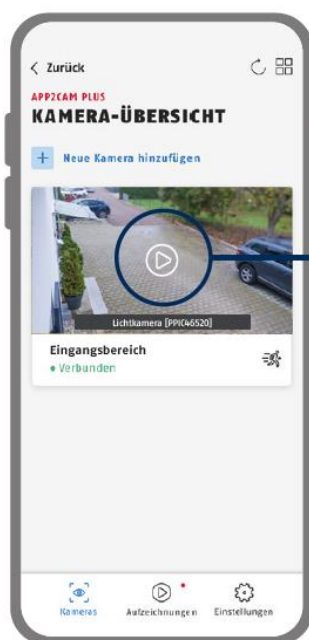 Zurück
APP2CAM PLUS
KAMERA-ÜBERSICHT
+ Neue Kamera hinzufügen
Lichtkamera [PPIC46520]
Eingangsbereich
• Verbunden
Kameras Aufzeichnungen Einstellungen